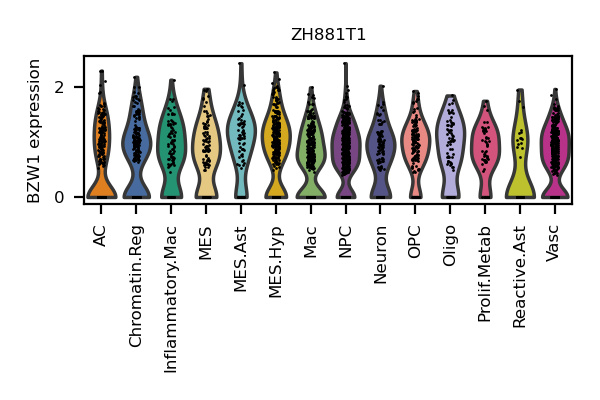 ZH881T1
BZW1 expression
2
0
AC
Chromatin.Reg
Inflammatory.Mac
MES
MES.Ast
MES.Hyp
Mac
NPC
Neuron
OPC
Oligo
Prolif.Metab
Reactive.Ast
Vasc